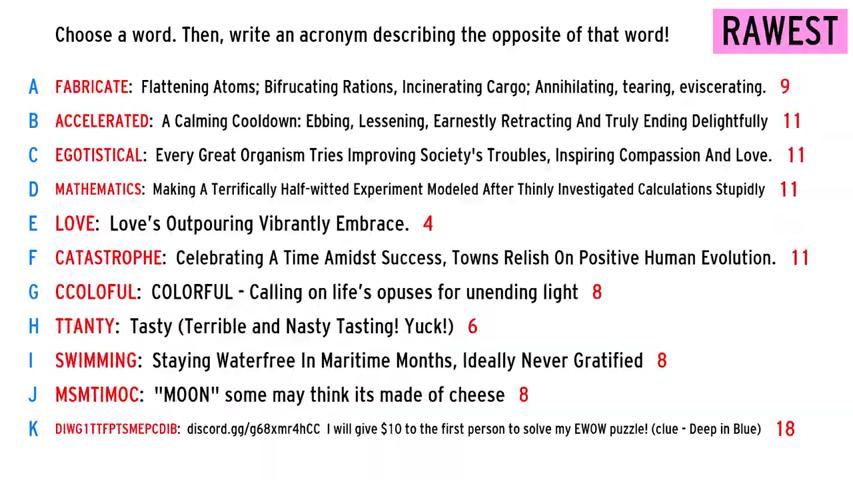 Choose a word. Then, write an acronym describing the opposite of that word!
RAWEST
A FABRICATE: Flattening Atoms; Bifrucating Rations, Incinerating Cargo; Annihilating, tearing, eviscerating. 9
B ACCELERATED: A Calming Cooldown: Ebbing, Lessening, Earnestly Retracting And Truly Ending Delightfully 11
C EGOTISTICAL: Every Great Organism Tries Improving Society's Troubles, Inspiring Compassion And Love. 11
D MATHEMATICS: Making A Terrifically Half-witted Experiment Modeled After Thinly Investigated Calculations Stupidly 11
E LOVE: Love's Outpouring Vibrantly Embrace. 4
F CATASTROPHE: Celebrating A Time Amidst Success, Towns Relish On Positive Human Evolution. 11
G CCOLOFUL: COLORFUL - Calling on life's opuses for unending light 8
H TTANTY: Tasty (Terrible and Nasty Tasting! Yuck!) 6
I SWIMMING: Staying Waterfree In Maritime Months, Ideally Never Gratified 8
J MSMTIMOC: "MOON" some may think its made of cheese 8
K DIWG1TTFPTSMEPCDIB: discord.gg/g68xmr4hCC I will give $10 to the first person to solve my EWOW puzzle! (clue - Deep in Blue) 18